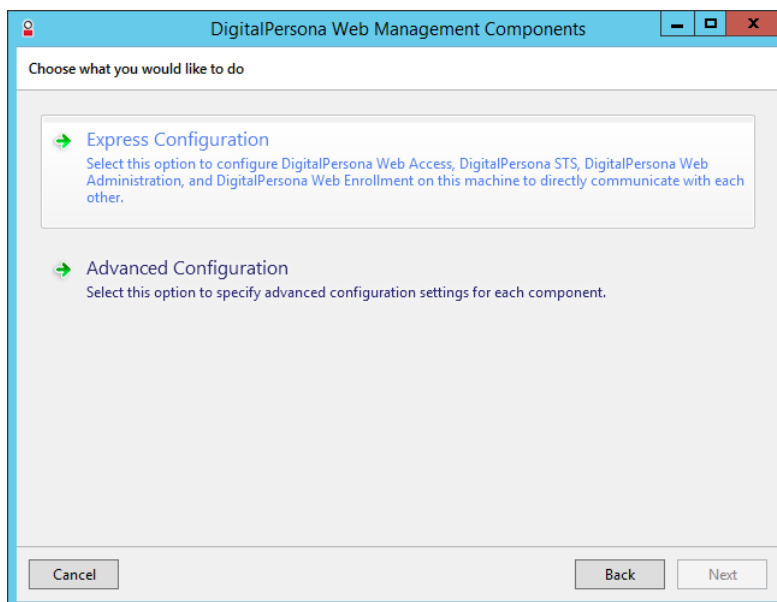 DigitalPersona Web Management Components
Choose what you would like to do
Express Configuration
Select this option to configure DigitalPersona Web Access, DigitalPersona STS, DigitalPersona Web
Administration, and DigitalPersona Web Enrollment on this machine to directly communicate with each
other.
Advanced Configuration
Select this option to specify advanced configuration settings for each component.
Cancel
Back
Next